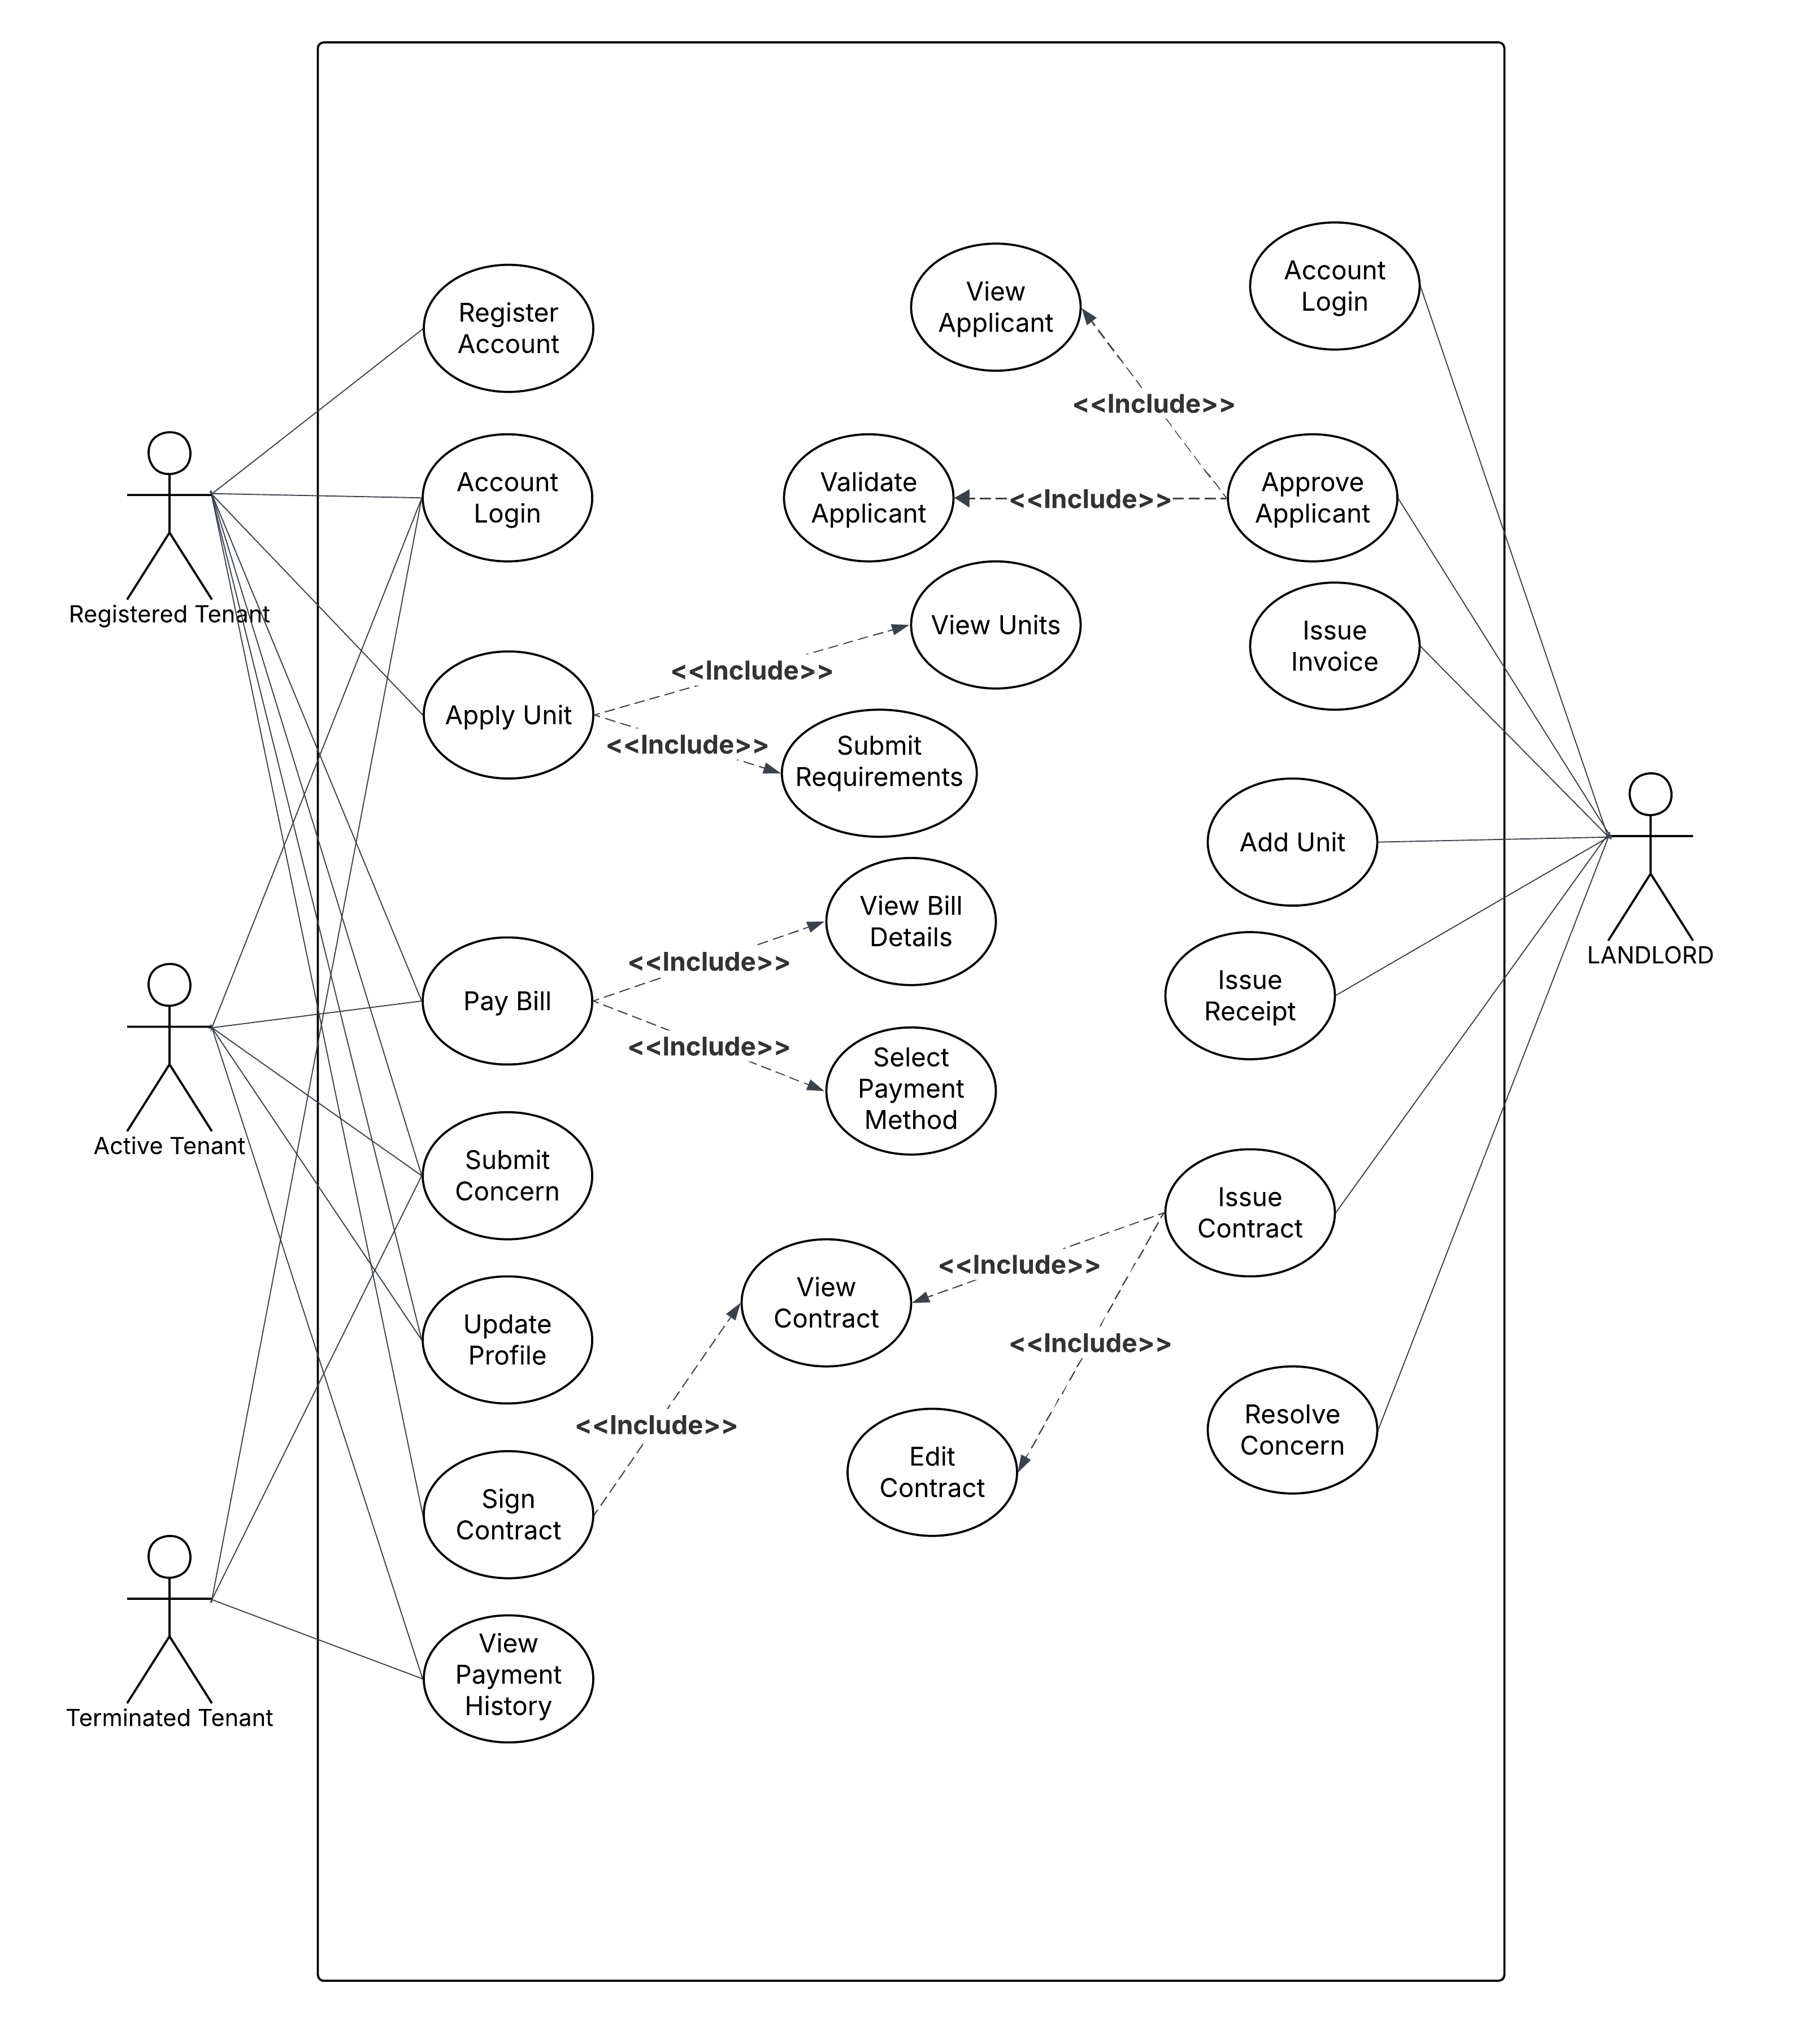 Account
Login
View
Applicant
Register
Account
<<Include>>
Account
Login
Validate
Applicant
<<Include>>
Approve
Applicant
Registered Tenant
View Units
Issue
Invoice
<<Include>>
Apply Unit
<<Include>>
Submit
Requirements
Add Unit
View Bill
Details
<<Include>>
LANDLORD
Pay Bill
Issue
Receipt
<<Include>>
Select
Payment
Method
Active Tenant
Submit
Concern
Issue
Contract
<<Include>>
View
Contract
Update
Profile
<<Include>>
<<Include>>
Resolve
Concern
Edit
Contract
Sign
Contract
View
Payment
History
Terminated Tenant